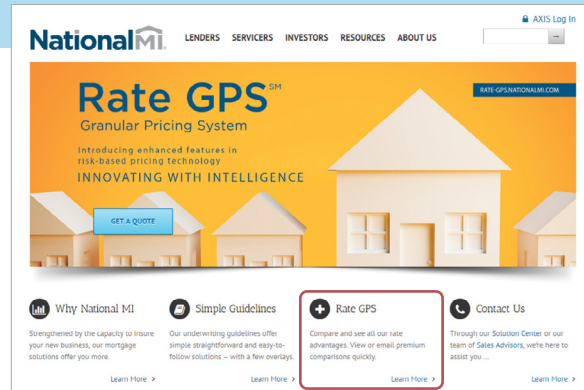 AXIS Log In
NationalMI. LENDERS SERVICERS INVESTORS RESOURCES ABOUT US
Rate GPS℠
RATE-GPS.NATIONALMI.COM
Granular Pricing System
Introducing enhanced features in
risk-based pricing technology
INNOVATING WITH INTELLIGENCE
GET A QUOTE
Why National MI
Strengthened by the capacity to insure
your new business, our mortgage
solutions offer you more.
Learn More >
Simple Guidelines
Our underwriting guidelines offer
simple straightforward and easy-to-
follow solutions – with a few overlays.
Learn More >
Rate GPS
Compare and see all our rate
advantages. View or email premium
comparisons quickly.
Learn More >
Contact Us
Through our Solution Center or our
team of Sales Advisors, we're here to
assist you ...
Learn More >